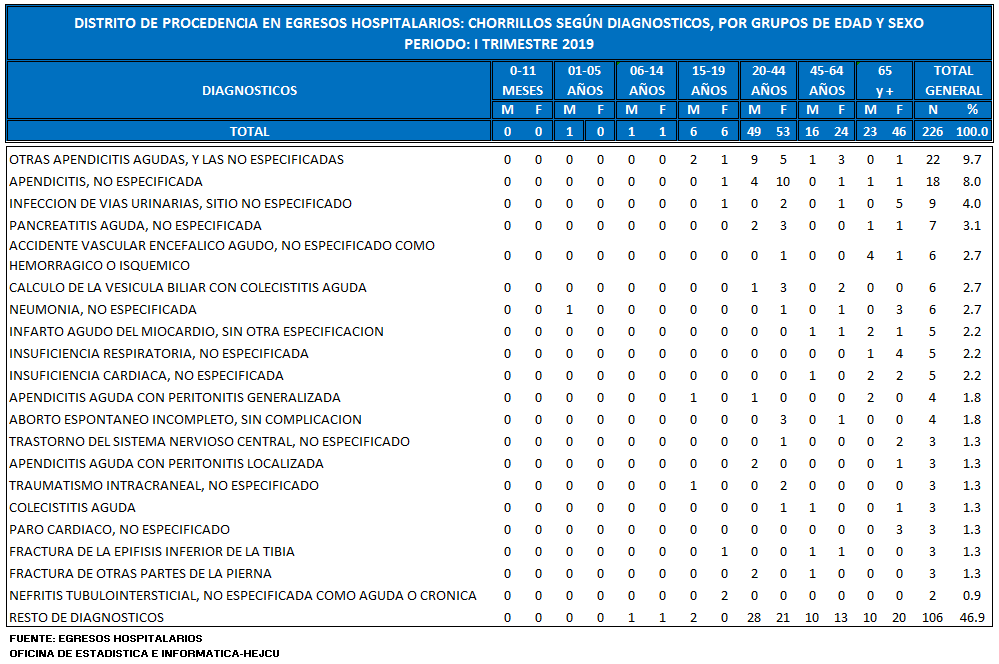 DISTRITO DE PROCEDENCIA EN EGRESOS HOSPITALARIOS: CHORRILLOS SEGÚN DIAGNOSTICOS, POR GRUPOS DE EDAD Y SEXO
PERIODO: I TRIMESTRE 2019
DIAGNOSTICOS 0-11 MESES 01-05 AÑOS 06-14 AÑOS 15-19 AÑOS 20-44 AÑOS 45-64 AÑOS 65 y + TOTAL GENERAL
M F M F M F M F M F M F M F N %
TOTAL 0 0 1 0 1 1 6 6 49 53 16 24 23 46 226 100.0
OTRAS APENDICITIS AGUDAS, Y LAS NO ESPECIFICADAS 0 0 0 0 0 0 2 1 9 5 1 3 0 1 22 9.7
APENDICITIS, NO ESPECIFICADA 0 0 0 0 0 0 0 1 4 10 0 1 1 1 18 8.0
INFECCION DE VIAS URINARIAS, SITIO NO ESPECIFICADO 0 0 0 0 0 0 0 1 0 2 0 1 0 5 9 4.0
PANCREATITIS AGUDA, NO ESPECIFICADA 0 0 0 0 0 0 0 0 2 3 0 0 1 1 7 3.1
ACCIDENTE VASCULAR ENCEFALICO AGUDO, NO ESPECIFICADO COMO
HEMORRAGICO O ISQUEMICO 0 0 0 0 0 0 0 0 0 1 0 0 4 1 6 2.7
CALCULO DE LA VESICULA BILIAR CON COLECISTITIS AGUDA 0 0 0 0 0 0 0 0 1 3 0 2 0 0 6 2.7
NEUMONIA, NO ESPECIFICADA 0 0 1 0 0 0 0 0 0 1 0 1 0 3 6 2.7
INFARTO AGUDO DEL MIOCARDIO, SIN OTRA ESPECIFICACION 0 0 0 0 0 0 0 0 0 0 1 1 2 1 5 2.2
INSUFICIENCIA RESPIRATORIA, NO ESPECIFICADA 0 0 0 0 0 0 0 0 0 0 0 0 1 4 5 2.2
INSUFICIENCIA CARDIACA, NO ESPECIFICADA 0 0 0 0 0 0 0 0 0 0 1 0 2 2 5 2.2
APENDICITIS AGUDA CON PERITONITIS GENERALIZADA 0 0 0 0 0 0 1 0 1 0 0 0 2 0 4 1.8
ABORTO ESPONTANEO INCOMPLETO, SIN COMPLICACION 0 0 0 0 0 0 0 0 0 3 0 1 0 0 4 1.8
TRASTORNO DEL SISTEMA NERVIOSO CENTRAL, NO ESPECIFICADO 0 0 0 0 0 0 0 0 0 1 0 0 0 2 3 1.3
APENDICITIS AGUDA CON PERITONITIS LOCALIZADA 0 0 0 0 0 0 0 0 2 0 0 0 0 1 3 1.3
TRAUMATISMO INTRACRANEAL, NO ESPECIFICADO 0 0 0 0 0 0 1 0 0 2 0 0 0 0 3 1.3
COLECISTITIS AGUDA 0 0 0 0 0 0 0 0 0 1 1 0 0 1 3 1.3
PARO CARDIACO, NO ESPECIFICADO 0 0 0 0 0 0 0 0 0 0 0 0 0 3 3 1.3
FRACTURA DE LA EPIFISIS INFERIOR DE LA TIBIA 0 0 0 0 0 0 0 1 0 0 1 1 0 0 3 1.3
FRACTURA DE OTRAS PARTES DE LA PIERNA 0 0 0 0 0 0 0 0 2 0 1 0 0 0 3 1.3
NEFRITIS TUBULOINTERSTICIAL, NO ESPECIFICADA COMO AGUDA O CRONICA 0 0 0 0 0 0 0 2 0 0 0 0 0 0 2 0.9
RESTO DE DIAGNOSTICOS 0 0 0 0 1 1 2 0 28 21 10 13 10 20 106 46.9
FUENTE: EGRESOS HOSPITALARIOS
OFICINA DE ESTADISTICA E INFORMATICA-HEJCU